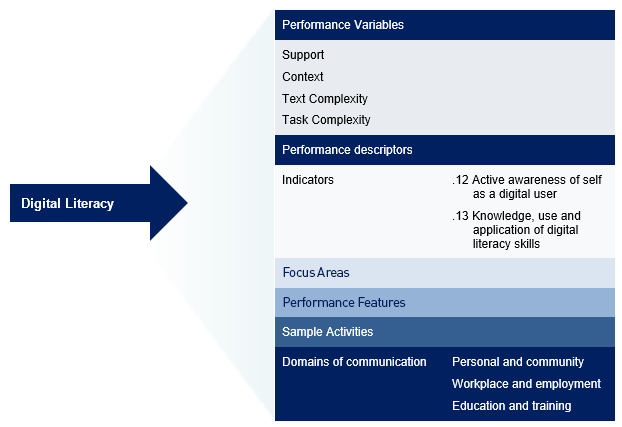 Performance Variables
Support
Context
Text Complexity
Task Complexity
Performance descriptors
Indicators
.12 Active awareness of self
as a digital user
.13 Knowledge, use and
application of digital
literacy skills
Digital Literacy
Focus Areas
Performance Features
Sample Activities
Domains of communication
Personal and community
Workplace and employment
Education and training